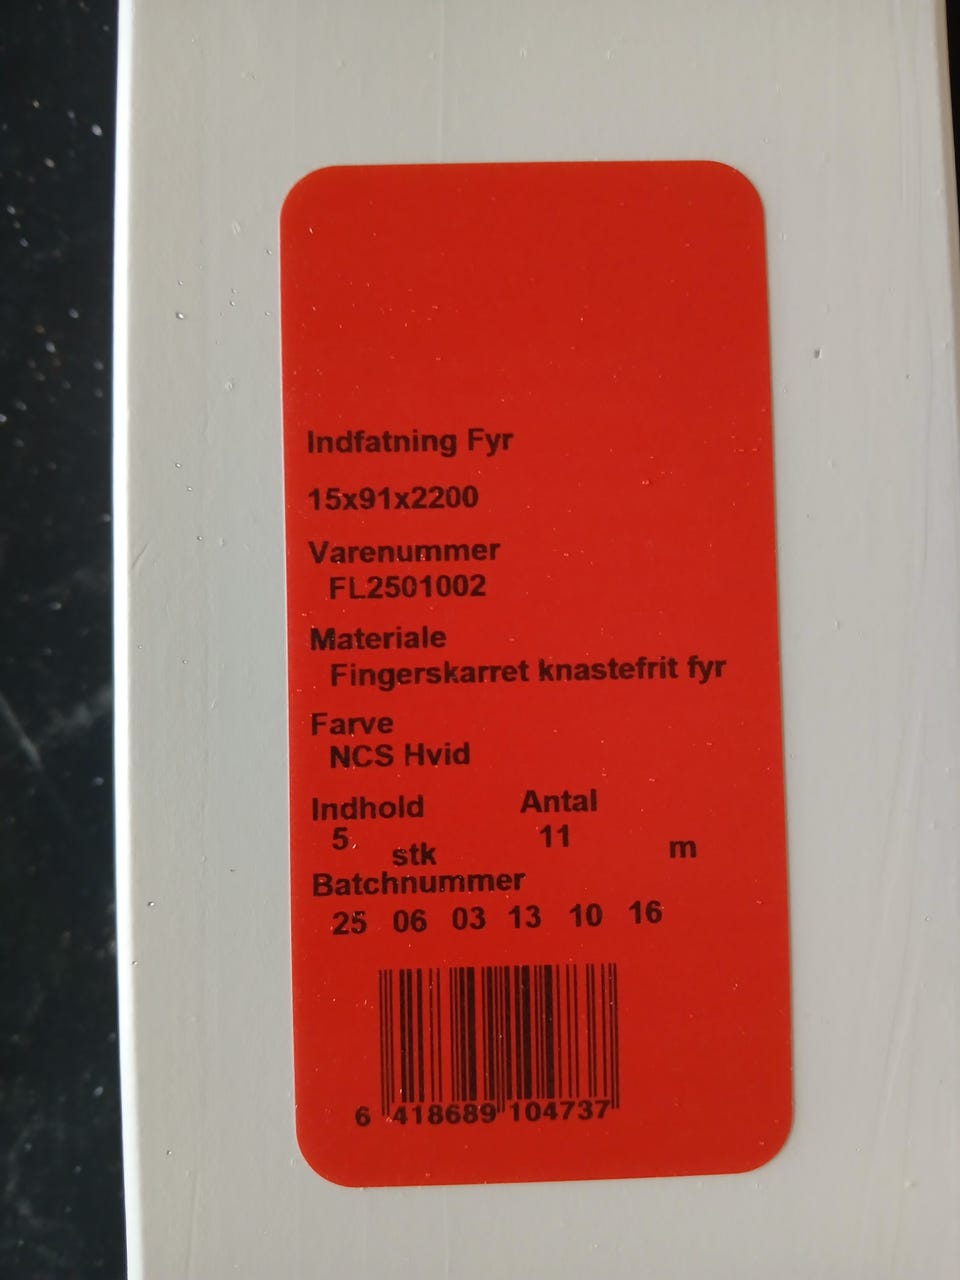 Indfatning Fyr
15x91x2200
Varenummer
FL2501002
Materiale
Fingerskarret knastefrit fyr
Farve
NCS Hvid
Indhold Antal
5 stk 11 m
Batchnummer
25 06 03 13 10 16
6 418689 104737